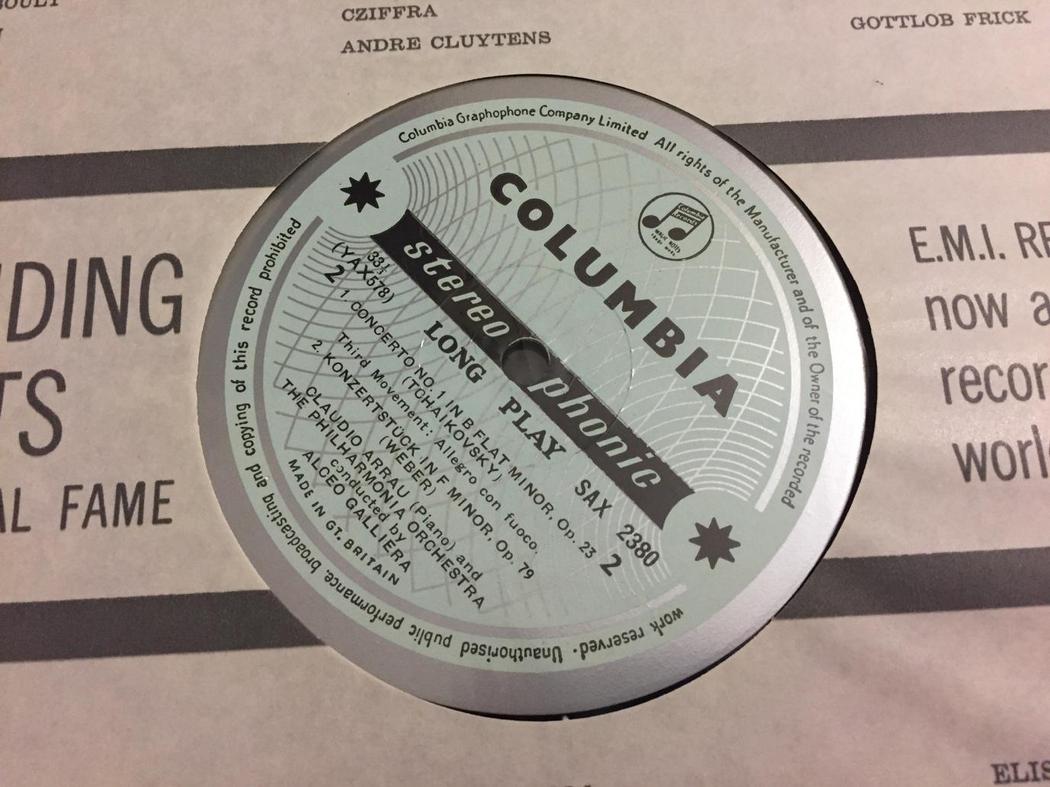 CZIFFRA
ANDRE CLUYTENS
GOTTLOB FRICK
Columbia Graphophone Company Limited All rights of the Manufacturer and of the Owner of the recorded work reserved. Unauthorised public performance, broadcasting and copying of this record prohibited
COLUMBIA
stereophonic
33⅓
(YAX578)
2
LONG PLAY
SAX 2380
2
1. CONCERTO NO. 1 IN B FLAT MINOR, Op. 23
(TCHAIKOVSKY)
Third Movement: Allegro con fuoco.
2. KONZERTSTÜCK IN F MINOR, Op. 79
(WEBER)
CLAUDIO ARRAU (Piano) and
THE PHILHARMONIA ORCHESTRA
conducted by
ALCEO GALLIERA
MADE IN GT. BRITAIN
DING
TS
AL FAME
E.M.I. RE
now a
recor
world
ELIS